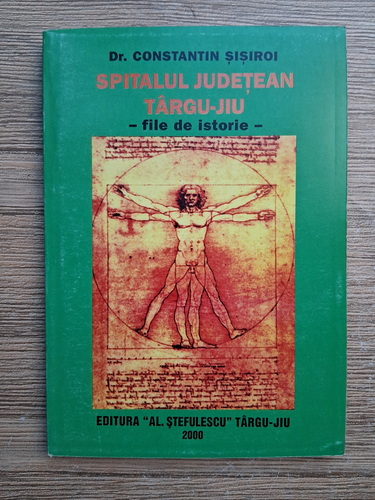 Dr. CONSTANTIN ȘIȘIROI
SPITALUL JUDEȚEAN
TÂRGU-JIU
– file de istorie –
EDITURA "AL. ȘTEFULESCU" TÂRGU-JIU
2000